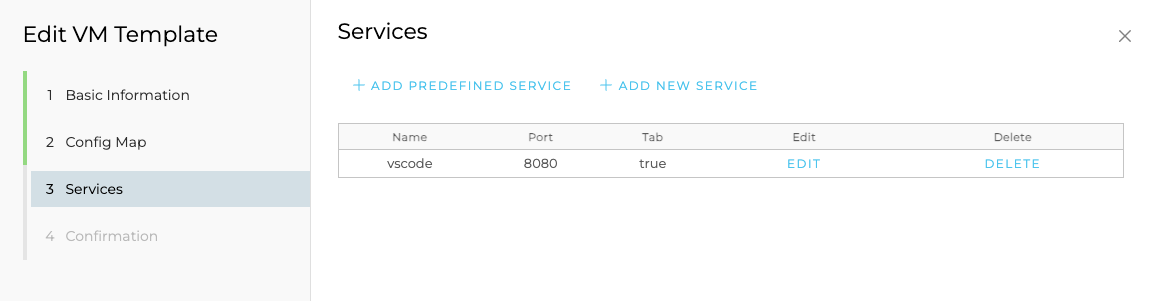 Edit VM Template
1 Basic Information
2 Config Map
3 Services
4 Confirmation
Services
+ ADD PREDEFINED SERVICE + ADD NEW SERVICE
Name Port Tab Edit Delete
vscode 8080 true EDIT DELETE